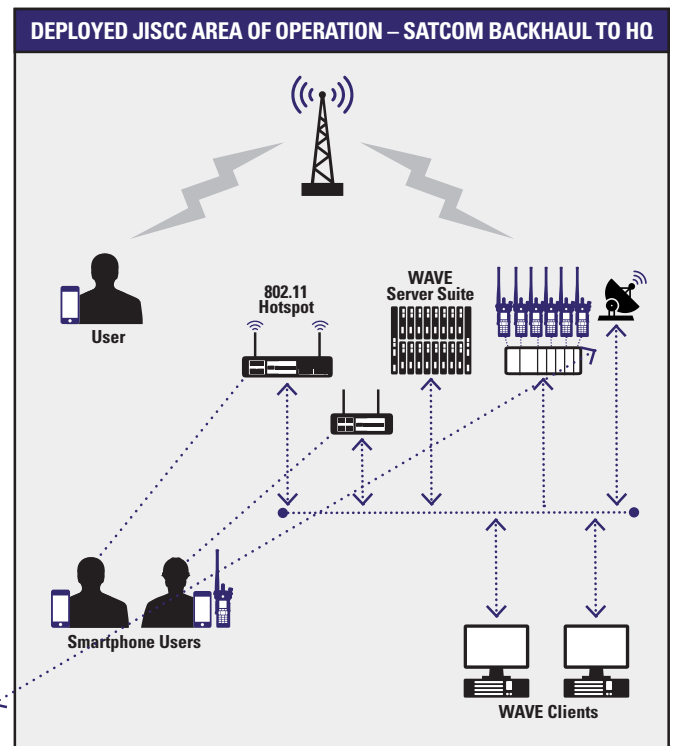 DEPLOYED JISCC AREA OF OPERATION – SATCOM BACKHAUL TO HQ
User
802.11
Hotspot
WAVE
Server Suite
Smartphone Users
WAVE Clients